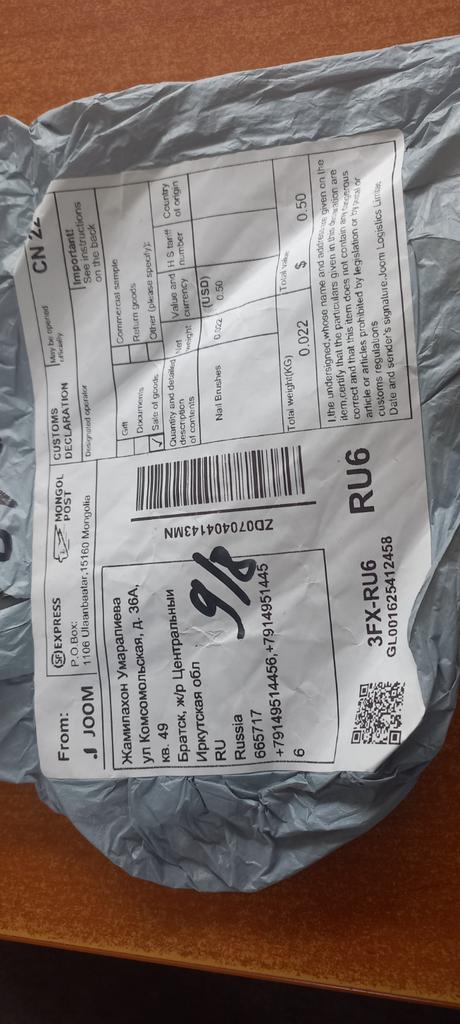 From:
JOOM
SF EXPRESS
MONGOL
POST
P.O.Box:
1106 Ulaanbaatar,15160 Mongolia
Жамилахон Умаралиева
ул Комсомольская, д. 36А,
кв. 49
Братск, ж/р Центральный
Иркутская обл
RU
Russia
665717
+79149514456,+7914951445
6
9/8
ZD070404143MN
3FX-RU6
GL001625412458
RU6
CUSTOMS
DECLARATION
May be opened
officially
CN 22
Designated operator
Important!
See instructions
on the back
Gift
Commercial sample
Documents
Return goods
✓ Sale of goods
Other (please specify):
Quantity and detailed
description
of contents
Net
weight
Value and
currency
(USD)
H S tariff
number
Country
of origin
Nail Brushes 0.022 0.50
Total weight(KG)
0.022
Total value
$ 0.50
I the undersigned,whose name and address given on the
item,certify that the particulars given in this are
correct and that this item does not contain any dangerous
article or articles prohibited by legislation or by postal or
customs regulations
Date and sender's signature:Joom Logistics Limited